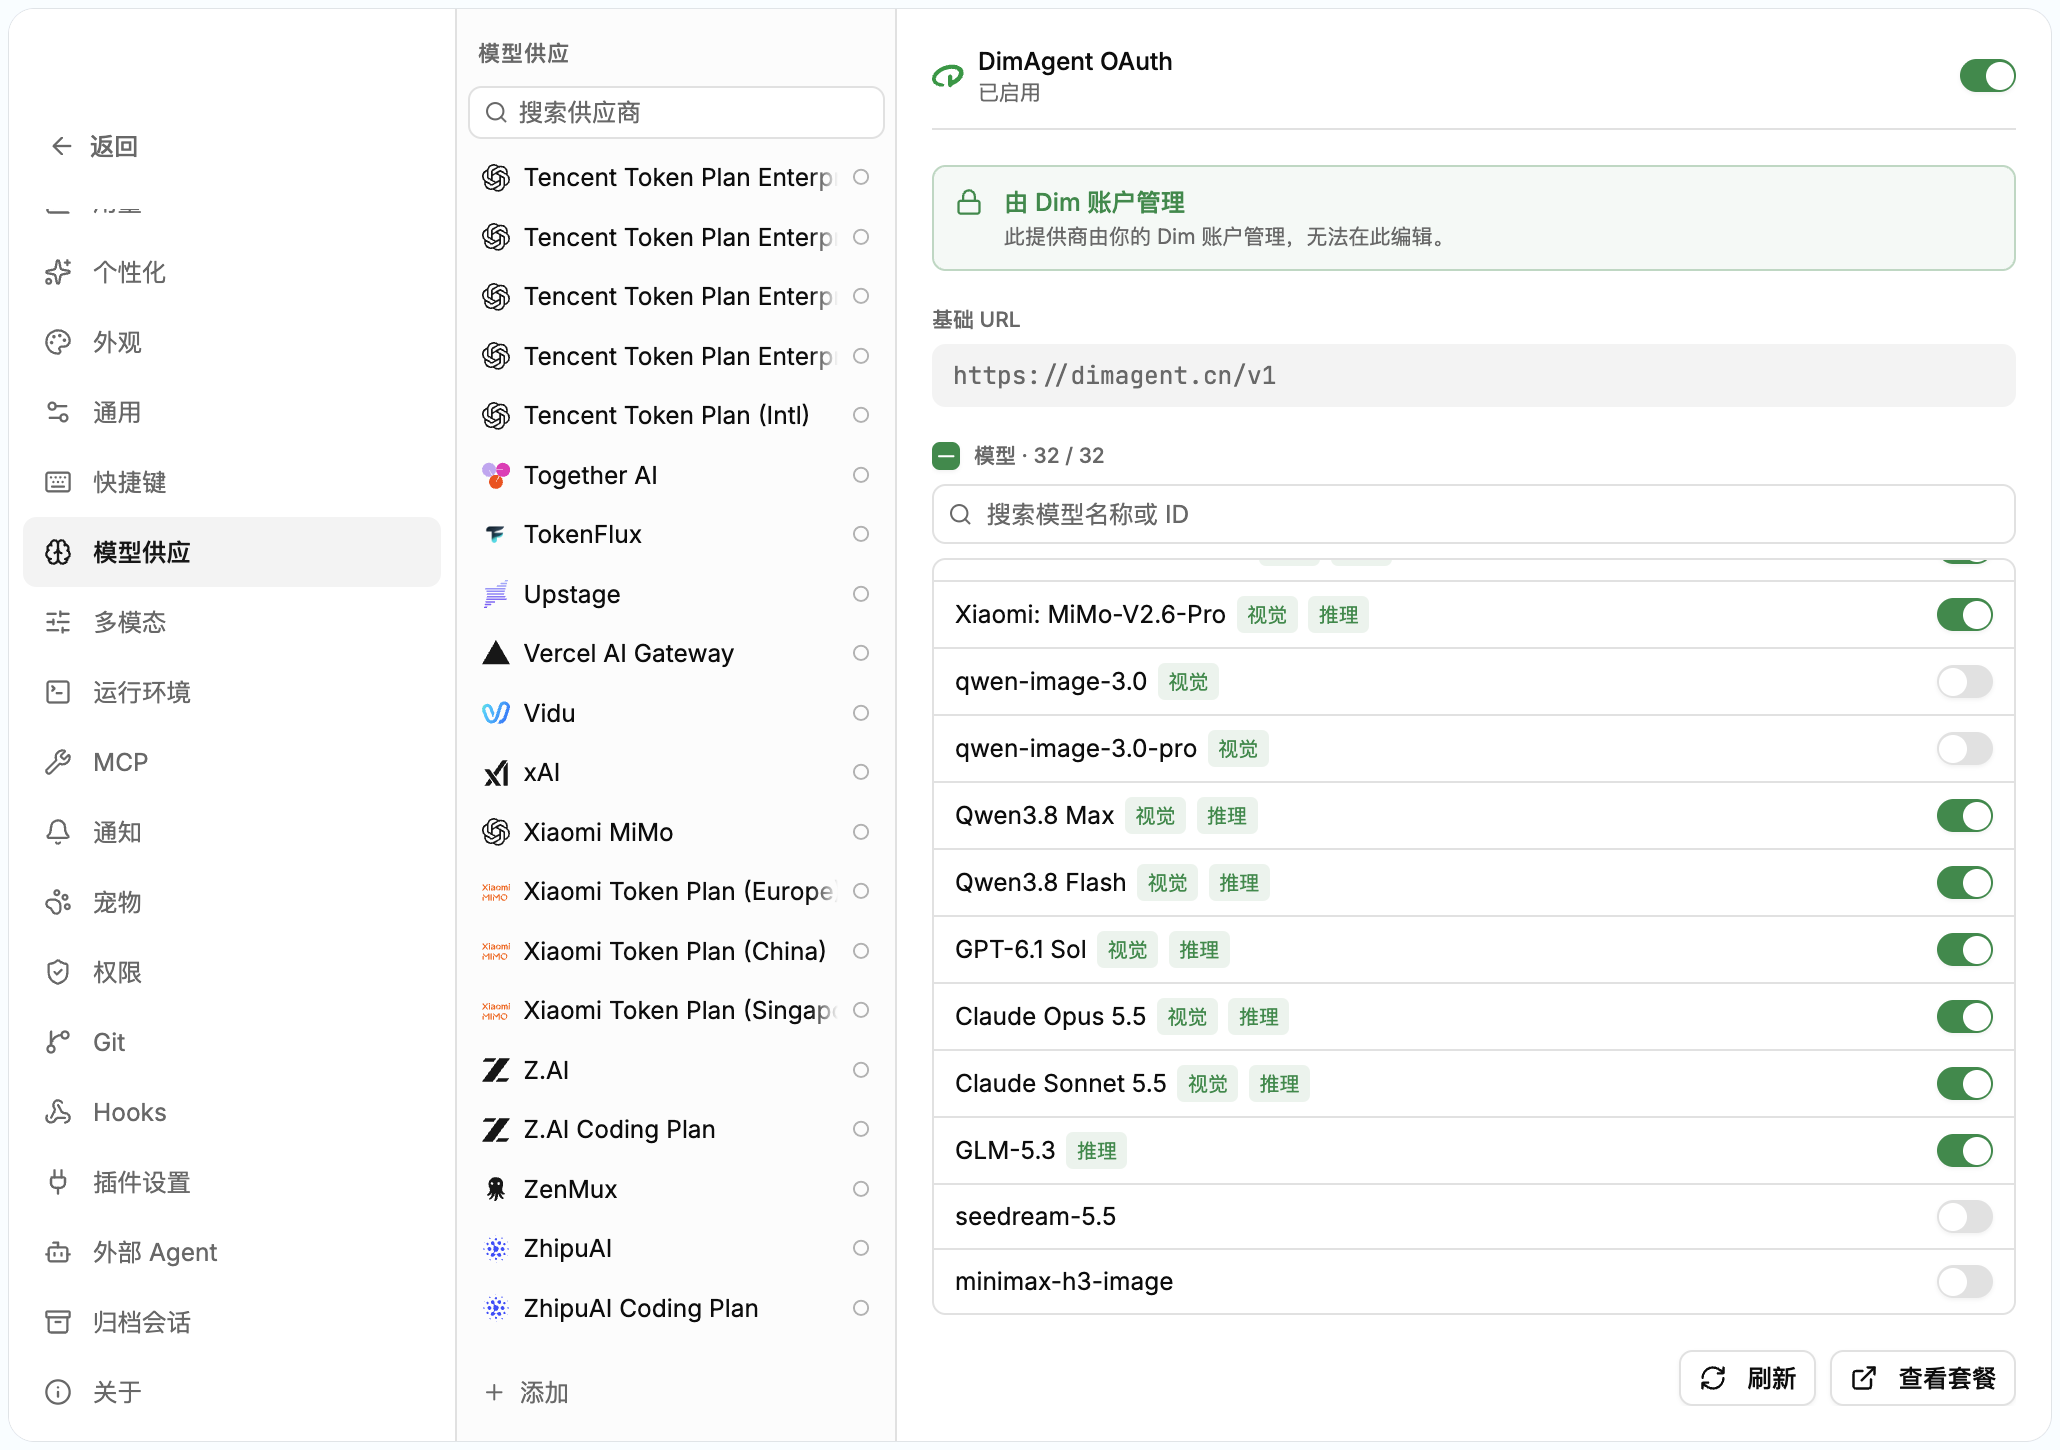 返回
个性化
外观
通用
快捷键
模型供应
多模态
运行环境
MCP
通知
宠物
权限
Git
Hooks
插件设置
外部 Agent
归档会话
关于
模型供应
搜索供应商
Tencent Token Plan Enterp
Tencent Token Plan Enterp
Tencent Token Plan Enterp
Tencent Token Plan Enterp
Tencent Token Plan (Intl)
Together AI
TokenFlux
Upstage
Vercel AI Gateway
Vidu
xAI
Xiaomi MiMo
Xiaomi Token Plan (Europe)
Xiaomi Token Plan (China)
Xiaomi Token Plan (Singap
Z.AI
Z.AI Coding Plan
ZenMux
ZhipuAI
ZhipuAI Coding Plan
添加
DimAgent OAuth
已启用
由 Dim 账户管理
此提供商由你的 Dim 账户管理，无法在此编辑。
基础 URL
https://dimagent.cn/v1
模型 · 32 / 32
搜索模型名称或 ID
Xiaomi: MiMo-V2.6-Pro 视觉 推理
qwen-image-3.0 视觉
qwen-image-3.0-pro 视觉
Qwen3.8 Max 视觉 推理
Qwen3.8 Flash 视觉 推理
GPT-6.1 Sol 视觉 推理
Claude Opus 5.5 视觉 推理
Claude Sonnet 5.5 视觉 推理
GLM-5.3 推理
seedream-5.5
minimax-h3-image
刷新
查看套餐